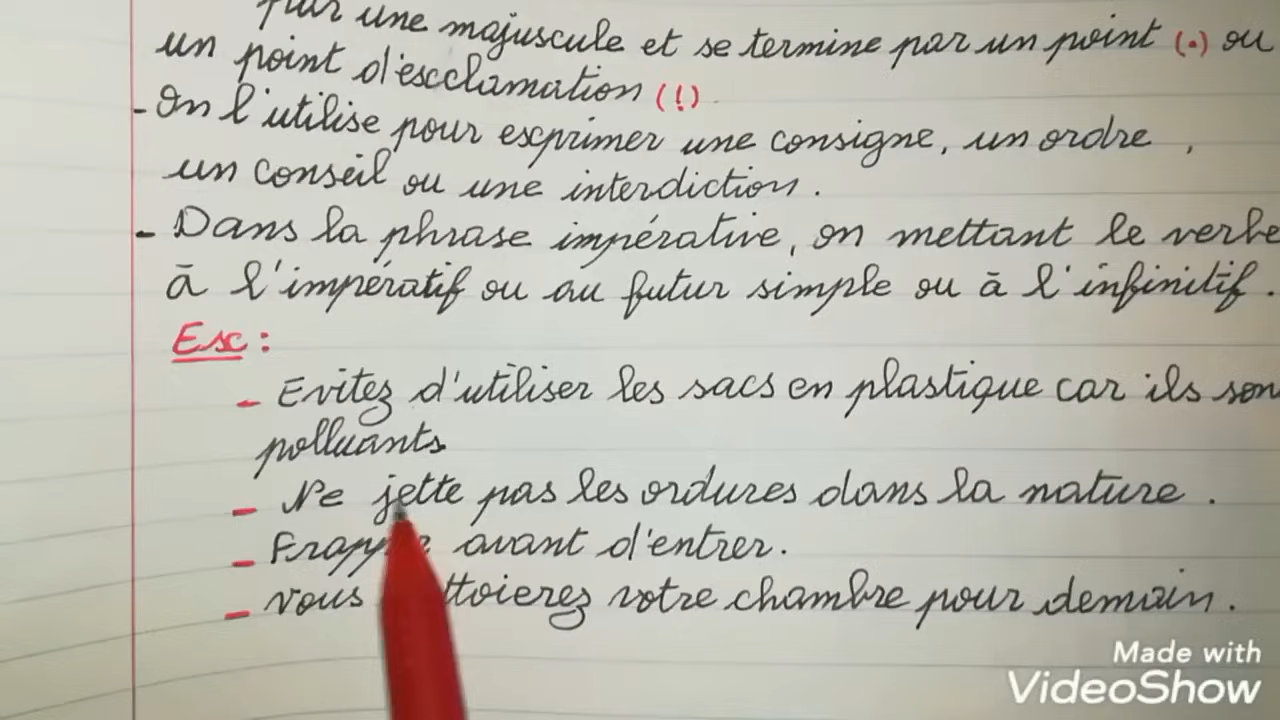 par une majuscule et se termine par un point (.) ou
un point d'exclamation (!)
- On l'utilise pour exprimer une consigne, un ordre,
un conseil ou une interdiction.
- Dans la phrase impérative, on mettant le verbe
à l'impératif ou au futur simple ou à l'infinitif.
Ex :
- Evitez d'utiliser les sacs en plastique car ils son
polluants
- Ne jette pas les ordures dans la nature.
- avant d'entrer.
- Vous votre chambre pour demain.
Made with
VideoShow